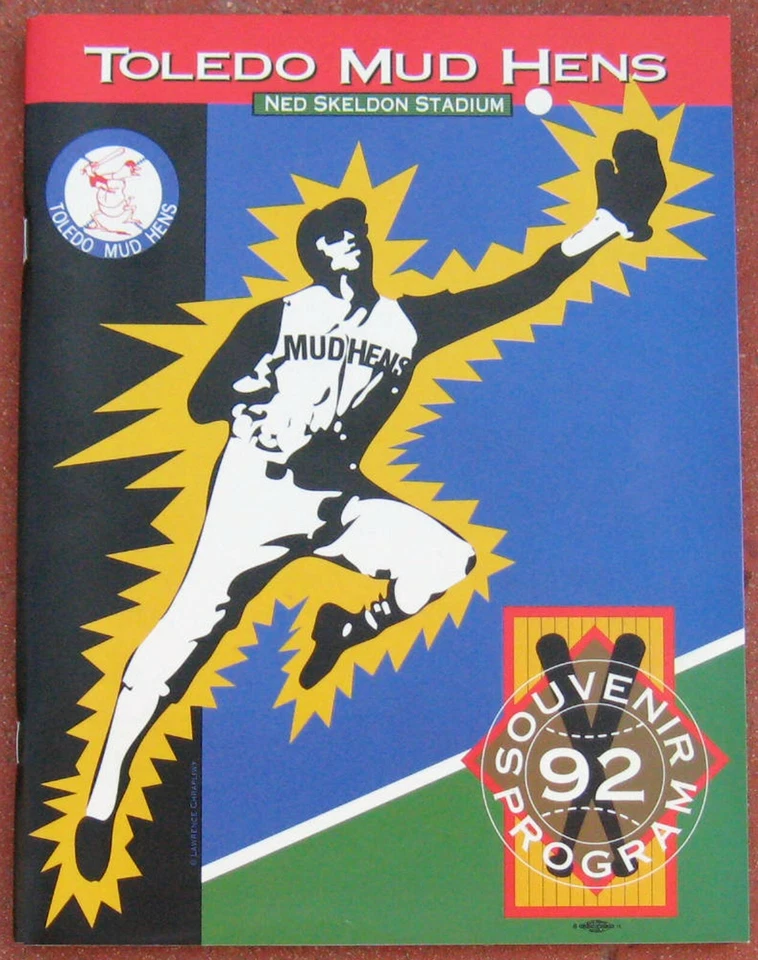 TOLEDO MUD HENS
NED SKELDON STADIUM
TOLEDO MUD HENS
MUD HENS
SOUVENIR
92
PROGRAM